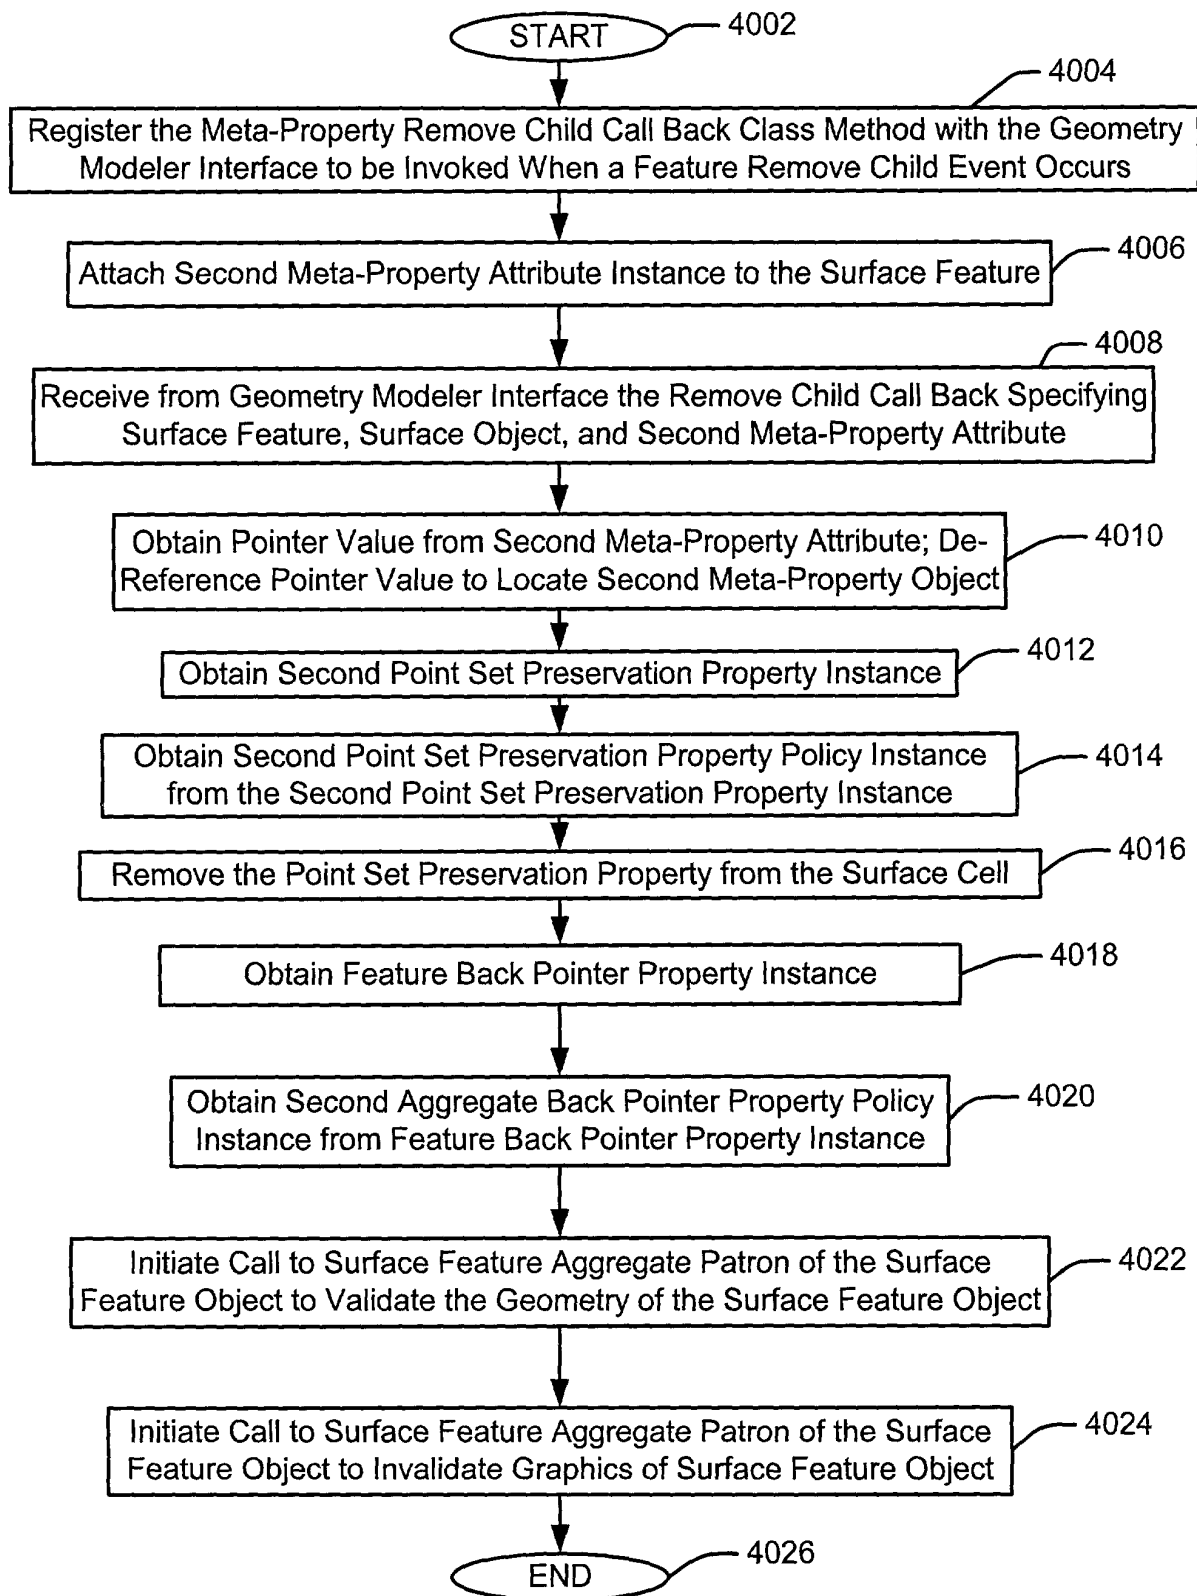 START
4002
4004
Register the Meta-Property Remove Child Call Back Class Method with the Geometry
Modeler Interface to be Invoked When a Feature Remove Child Event Occurs
4006
Attach Second Meta-Property Attribute Instance to the Surface Feature
4008
Receive from Geometry Modeler Interface the Remove Child Call Back Specifying
Surface Feature, Surface Object, and Second Meta-Property Attribute
Obtain Pointer Value from Second Meta-Property Attribute; De-
Reference Pointer Value to Locate Second Meta-Property Object
4010
4012
Obtain Second Point Set Preservation Property Instance
Obtain Second Point Set Preservation Property Policy Instance
from the Second Point Set Preservation Property Instance
4014
4016
Remove the Point Set Preservation Property from the Surface Cell
4018
Obtain Feature Back Pointer Property Instance
Obtain Second Aggregate Back Pointer Property Policy
Instance from Feature Back Pointer Property Instance
4020
Initiate Call to Surface Feature Aggregate Patron of the Surface
Feature Object to Validate the Geometry of the Surface Feature Object
4022
Initiate Call to Surface Feature Aggregate Patron of the Surface
Feature Object to Invalidate Graphics of Surface Feature Object
4024
END
4026